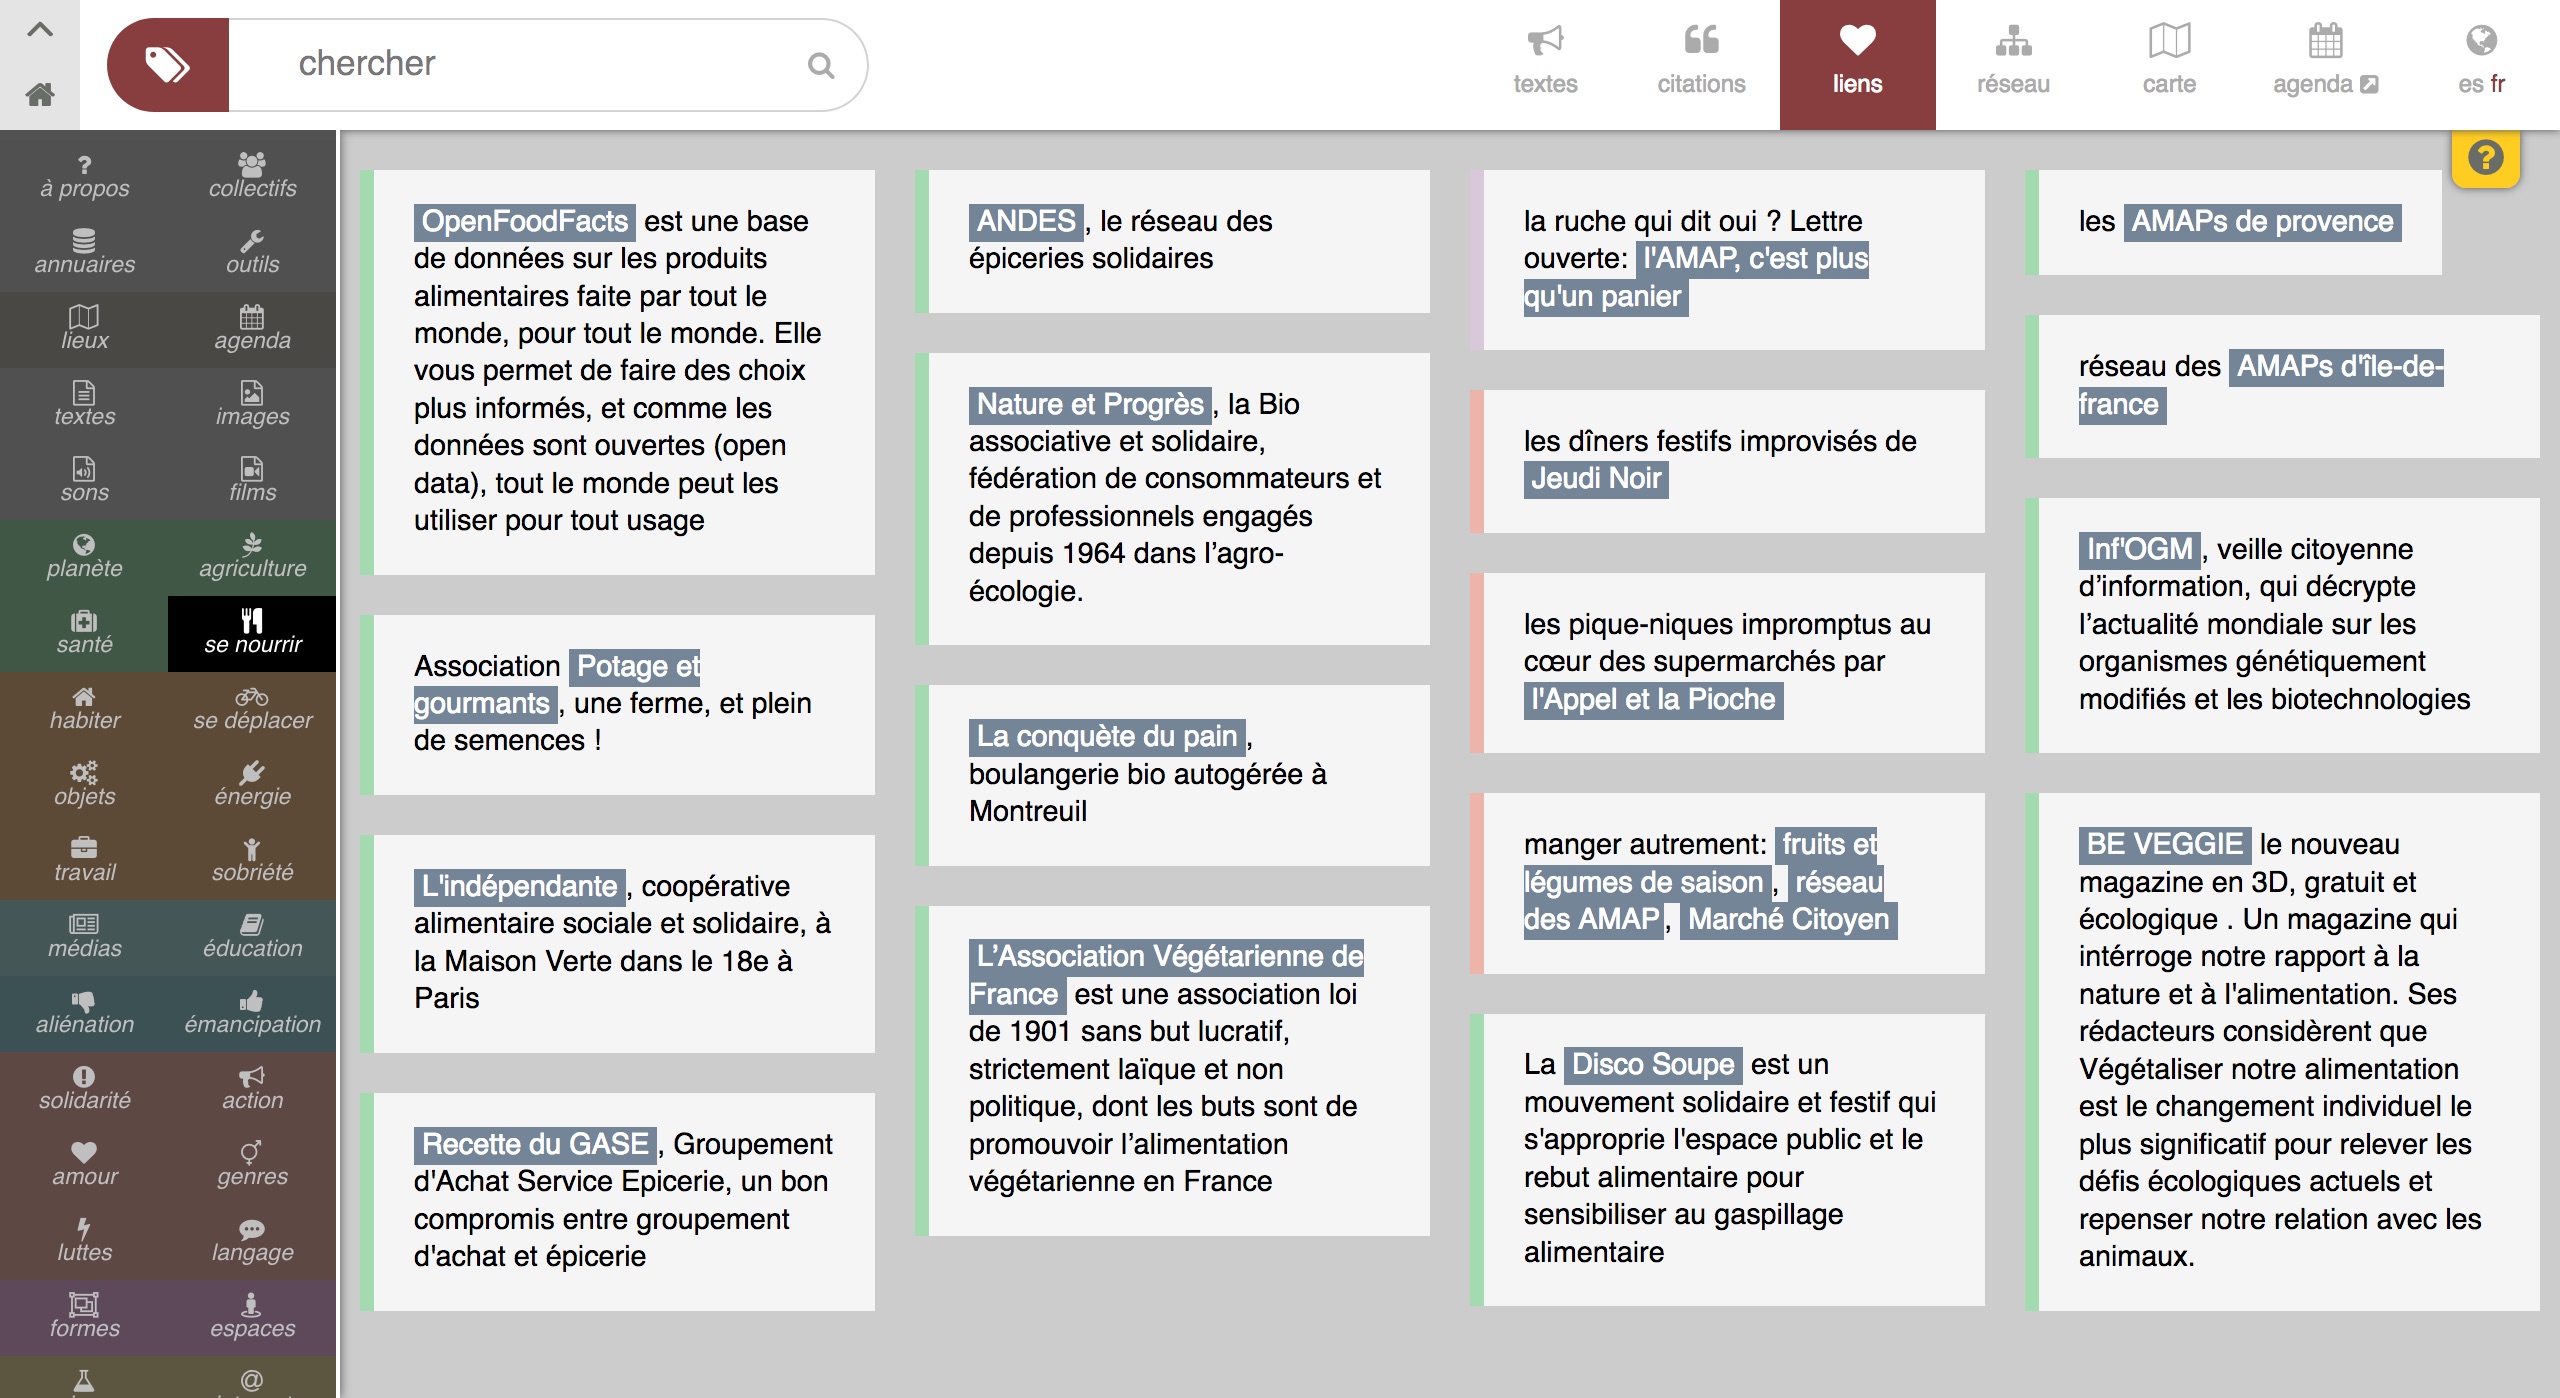 chercher
textes
citations
liens
réseau
carte
agenda
es fr
à propos
collectifs
annuaires
outils
lieux
agenda
textes
images
sons
films
planète
agriculture
santé
se nourrir
habiter
se déplacer
objets
énergie
travail
sobriété
médias
éducation
aliénation
émancipation
solidarité
action
amour
genres
luttes
langage
formes
espaces
OpenFoodFacts est une base
de données sur les produits
alimentaires faite par tout le
monde, pour tout le monde. Elle
vous permet de faire des choix
plus informés, et comme les
données sont ouvertes (open
data), tout le monde peut les
utiliser pour tout usage
Association Potage et
gourmants , une ferme, et plein
de semences !
L'indépendante , coopérative
alimentaire sociale et solidaire, à
la Maison Verte dans le 18e à
Paris
Recette du GASE , Groupement
d'Achat Service Epicerie, un bon
compromis entre groupement
d'achat et épicerie
ANDES , le réseau des
épiceries solidaires
Nature et Progrès , la Bio
associative et solidaire,
fédération de consommateurs et
de professionnels engagés
depuis 1964 dans l’agro-
écologie.
La conquète du pain ,
boulangerie bio autogérée à
Montreuil
L’Association Végétarienne de
France est une association loi
de 1901 sans but lucratif,
strictement laïque et non
politique, dont les buts sont de
promouvoir l’alimentation
végétarienne en France
la ruche qui dit oui ? Lettre
ouverte: l'AMAP, c'est plus
qu'un panier
les dîners festifs improvisés de
Jeudi Noir
les pique-niques impromptus au
cœur des supermarchés par
l'Appel et la Pioche
manger autrement: fruits et
légumes de saison , réseau
des AMAP , Marché Citoyen
La Disco Soupe est un
mouvement solidaire et festif qui
s'approprie l'espace public et le
rebut alimentaire pour
sensibiliser au gaspillage
alimentaire
les AMAPs de provence
réseau des AMAPs d'île-de-
france
Inf'OGM , veille citoyenne
d’information, qui décrypte
l’actualité mondiale sur les
organismes génétiquement
modifiés et les biotechnologies
BE VEGGIE le nouveau
magazine en 3D, gratuit et
écologique . Un magazine qui
intérroge notre rapport à la
nature et à l'alimentation. Ses
rédacteurs considèrent que
Végétaliser notre alimentation
est le changement individuel le
plus significatif pour relever les
défis écologiques actuels et
repenser notre relation avec les
animaux.